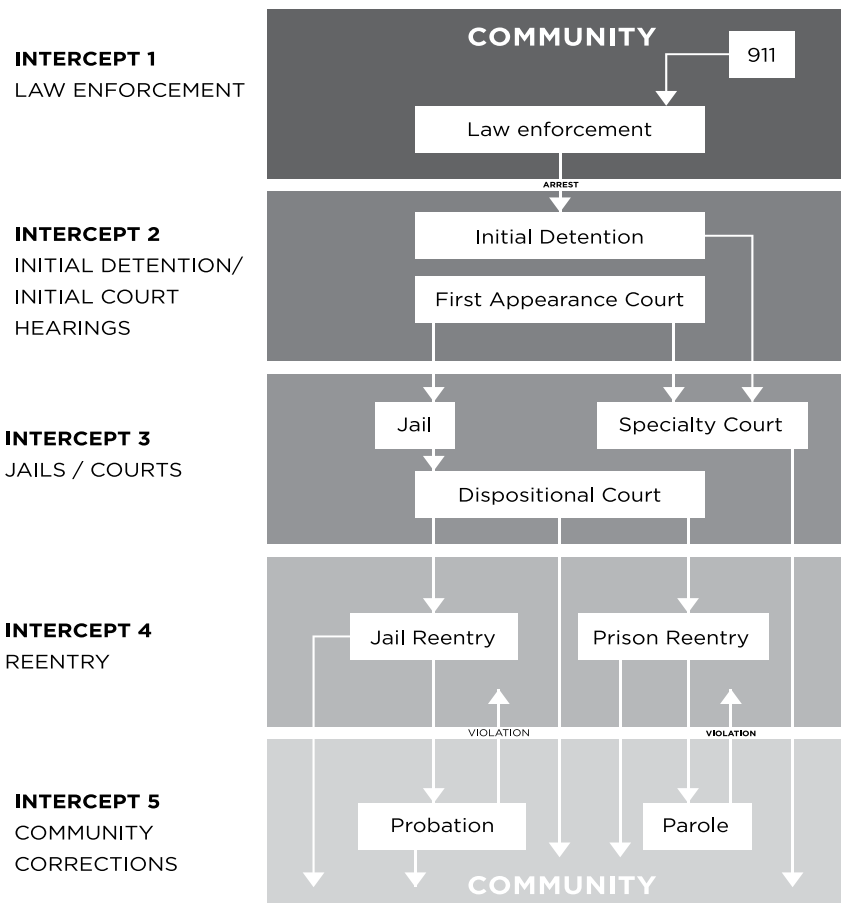 COMMUNITY
911
INTERCEPT 1
LAW ENFORCEMENT
Law enforcement
ARREST
INTERCEPT 2
INITIAL DETENTION/
INITIAL COURT
HEARINGS
Initial Detention
First Appearance Court
INTERCEPT 3
JAILS / COURTS
Jail
Specialty Court
Dispositional Court
INTERCEPT 4
REENTRY
Jail Reentry
Prison Reentry
VIOLATION
VIOLATION
INTERCEPT 5
COMMUNITY
CORRECTIONS
Probation
Parole
COMMUNITY